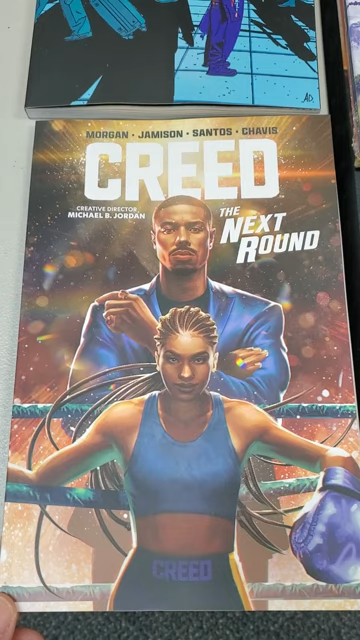 MORGAN • JAMISON • SANTOS • CHAVIS
CREED
CREATIVE DIRECTOR
MICHAEL B. JORDAN
THE
NEXT
ROUND
CREED